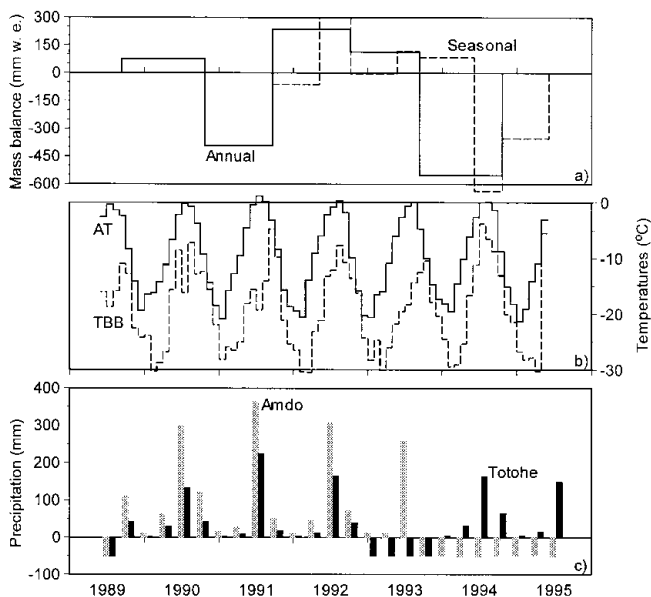 Mass balance (mm w. e.)
300
150
0
-150
-300
-450
-600
Seasonal
Annual
a)
AT
TBB
0
-10
-20
-30
Temperatures (ºC)
b)
Precipitation (mm)
400
300
200
100
0
-100
Amdo
Totohe
c)
1989 1990 1991 1992 1993 1994 1995